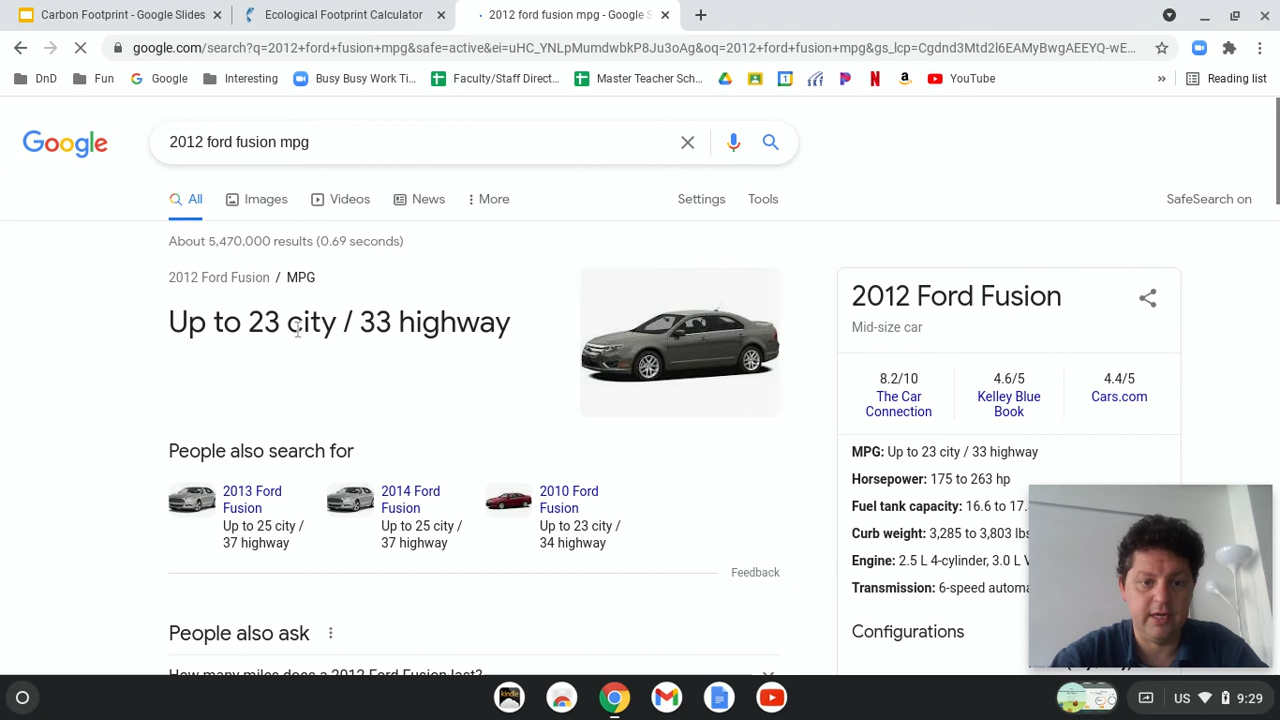 Carbon Footprint - Google Slides
Ecological Footprint Calculator
2012 ford fusion mpg - Google S
google.com/search?q=2012+ford+fusion+mpg&safe=active&ei=uHC_YNLpMumdwbkP8Ju3oAg&oq=2012+ford+fusion+mpg&gs_lcp=Cgdnd3Mtd2l6EAMyBwgAEEYQ-wE...
DnD
Fun
Google
Interesting
Busy Busy Work Ti...
Faculty/Staff Direct...
Master Teacher Sch...
YouTube
»
Reading list
Google
2012 ford fusion mpg
All
Images
Videos
News
More
Settings
Tools
SafeSearch on
About 5,470,000 results (0.69 seconds)
2012 Ford Fusion / MPG
Up to 23 city / 33 highway
People also search for
2013 Ford
Fusion
Up to 25 city /
37 highway
2014 Ford
Fusion
Up to 25 city /
37 highway
2010 Ford
Fusion
Up to 23 city /
34 highway
Feedback
People also ask
How many miles does a 2012 Ford Fusion last?
2012 Ford Fusion
Mid-size car
8.2/10
The Car
Connection
4.6/5
Kelley Blue
Book
4.4/5
Cars.com
MPG: Up to 23 city / 33 highway
Horsepower: 175 to 263 hp
Fuel tank capacity: 16.6 to 17.
Curb weight: 3,285 to 3,803 lbs
Engine: 2.5 L 4-cylinder, 3.0 L V
Transmission: 6-speed automa
Configurations
kindle
US
9:29